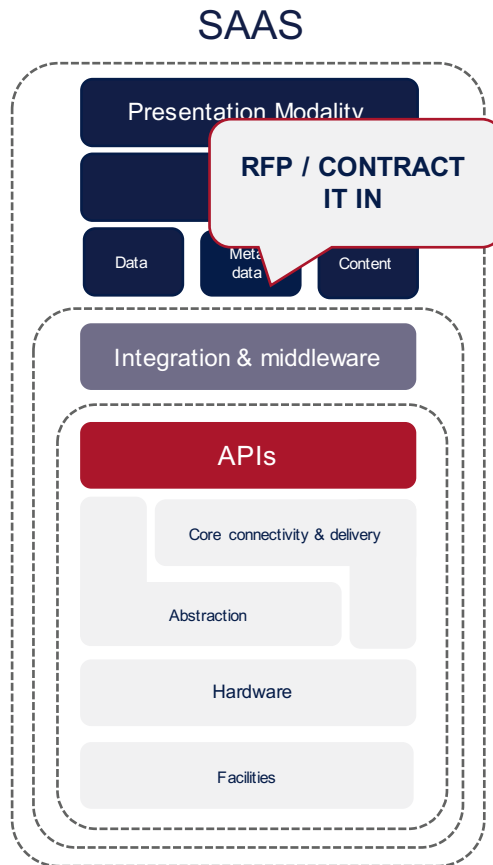 SAAS
Presentation Modality
RFP / CONTRACT
IT IN
Data
Meta
data
Content
Integration & middleware
APIs
Core connectivity & delivery
Abstraction
Hardware
Facilities